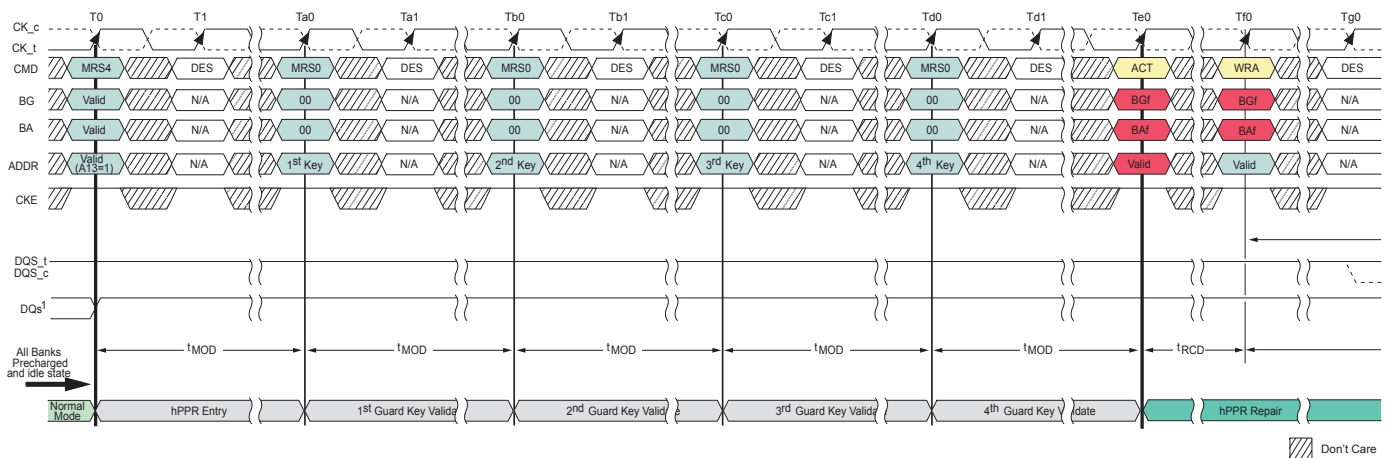 T0 T1 Ta0 Ta1 Tb0 Tb1 Tc0 Tc1 Td0 Td1 Te0 Tf0 Tg0
CK_c
CK_t
CMD MRS4 DES MRS0 DES MRS0 DES MRS0 DES MRS0 DES ACT WRA DES
BG Valid N/A 00 N/A 00 N/A 00 N/A 00 N/A BGf BGf N/A
BA Valid N/A 00 N/A 00 N/A 00 N/A 00 N/A BAf BAf N/A
ADDR Valid (A13=1) N/A 1st Key N/A 2nd Key N/A 3rd Key N/A 4th Key N/A Valid Valid N/A
CKE
DQS_t
DQS_c
DQs1
tMOD tMOD tMOD tMOD tMOD tRCD
All Banks
Precharged
and idle state
Normal Mode hPPR Entry 1st Guard Key Valida 2nd Guard Key Valid e 3rd Guard Key Valida 4th Guard Key V date hPPR Repair
Don't Care